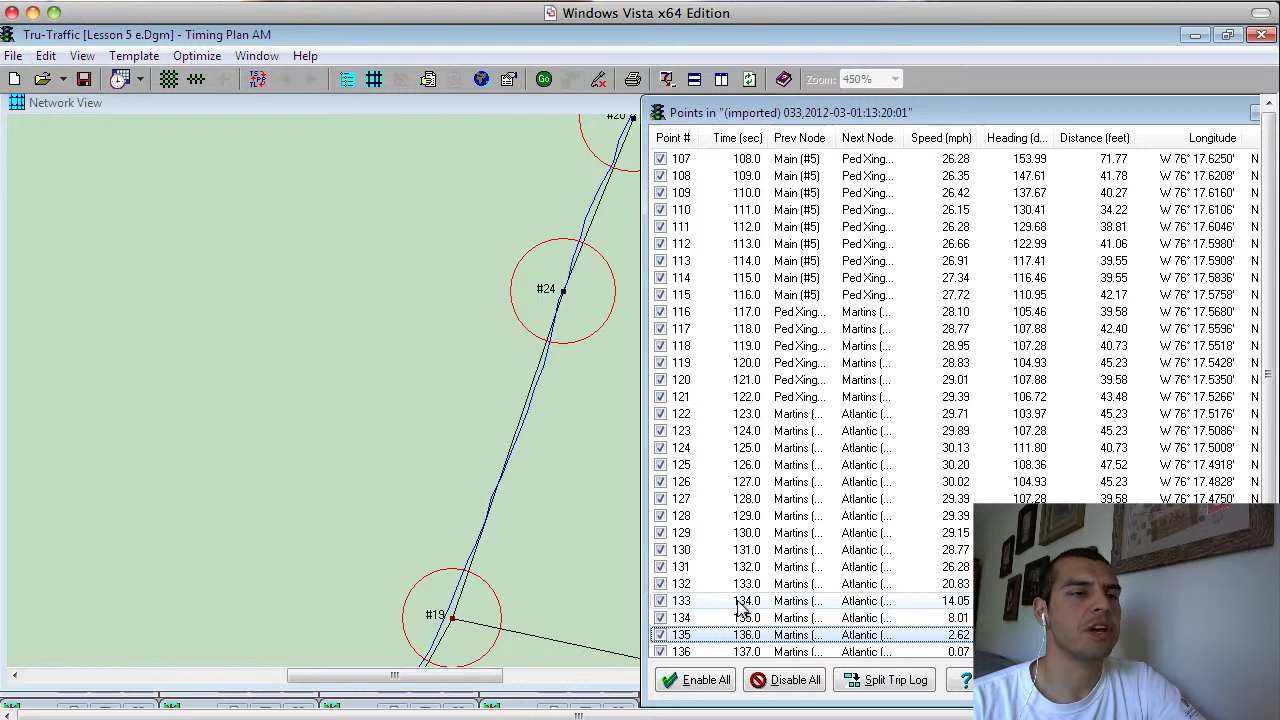 Windows Vista x64 Edition
Tru-Traffic [Lesson 5 e.Dgm] - Timing Plan AM
File Edit View Template Optimize Window Help
Go Zoom: 450%
Network View
Points in "(imported) 033,2012-03-01:13:20:01"
Point # Time (sec) Prev Node Next Node Speed (mph) Heading (d... Distance (feet) Longitude
107 108.0 Main (#5) Ped Xing... 26.28 153.99 71.77 W 76° 17.6250' N
108 109.0 Main (#5) Ped Xing... 26.35 147.61 41.78 W 76° 17.6208' N
109 110.0 Main (#5) Ped Xing... 26.42 137.67 40.27 W 76° 17.6160' N
110 111.0 Main (#5) Ped Xing... 26.15 130.41 34.22 W 76° 17.6106' N
111 112.0 Main (#5) Ped Xing... 26.28 129.68 38.81 W 76° 17.6046' N
112 113.0 Main (#5) Ped Xing... 26.66 122.99 41.06 W 76° 17.5980' N
113 114.0 Main (#5) Ped Xing... 26.91 117.41 39.55 W 76° 17.5908' N
114 115.0 Main (#5) Ped Xing... 27.34 116.46 39.55 W 76° 17.5836' N
115 116.0 Main (#5) Ped Xing... 27.72 110.95 42.17 W 76° 17.5758' N
116 117.0 Ped Xing... Martins (... 28.10 105.46 38.60 W 76° 17.5680' N
117 118.0 Ped Xing... Martins (... 28.77 107.88 42.40 W 76° 17.5596' N
118 119.0 Ped Xing... Martins (... 28.95 107.28 40.73 W 76° 17.5518' N
119 120.0 Ped Xing... Martins (... 28.83 104.93 45.23 W 76° 17.5428' N
120 121.0 Ped Xing... Martins (... 29.01 107.88 39.58 W 76° 17.5350' N
121 122.0 Ped Xing... Martins (... 29.39 106.72 43.48 W 76° 17.5266' N
122 123.0 Martins (... Atlantic (... 29.71 103.97 45.23 W 76° 17.5176' N
123 124.0 Martins (... Atlantic (... 29.89 107.28 45.23 W 76° 17.5086' N
124 125.0 Martins (... Atlantic (... 30.13 111.80 40.73 W 76° 17.5008' N
125 126.0 Martins (... Atlantic (... 30.20 108.36 47.52 W 76° 17.4918' N
126 127.0 Martins (... Atlantic (... 30.02 104.93 45.23 W 76° 17.4828' N
127 128.0 Martins (... Atlantic (... 29.39 107.28 39.58 W 76° 17.4750' N
128 129.0 Martins (... Atlantic (... 29.39
129 130.0 Martins (... Atlantic (... 29.15
130 131.0 Martins (... Atlantic (... 28.77
131 132.0 Martins (... Atlantic (... 26.28
132 133.0 Martins (... Atlantic (... 20.83
133 134.0 Martins (... Atlantic (... 14.05
134 135.0 Martins (... Atlantic (... 8.01
135 136.0 Martins (... Atlantic (... 2.62
136 137.0 Martins (... Atlantic (... 0.07
Enable All Disable All Split Trip Log
#20
#24
#19